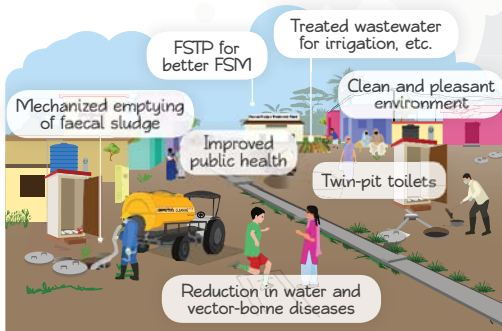 FSTP for
better FSM
Treated wastewater
for irrigation, etc.
Clean and pleasant
environment
Mechanized emptying
of faecal sludge
Improved
public health
Twin-pit toilets
Reduction in water and
vector-borne diseases